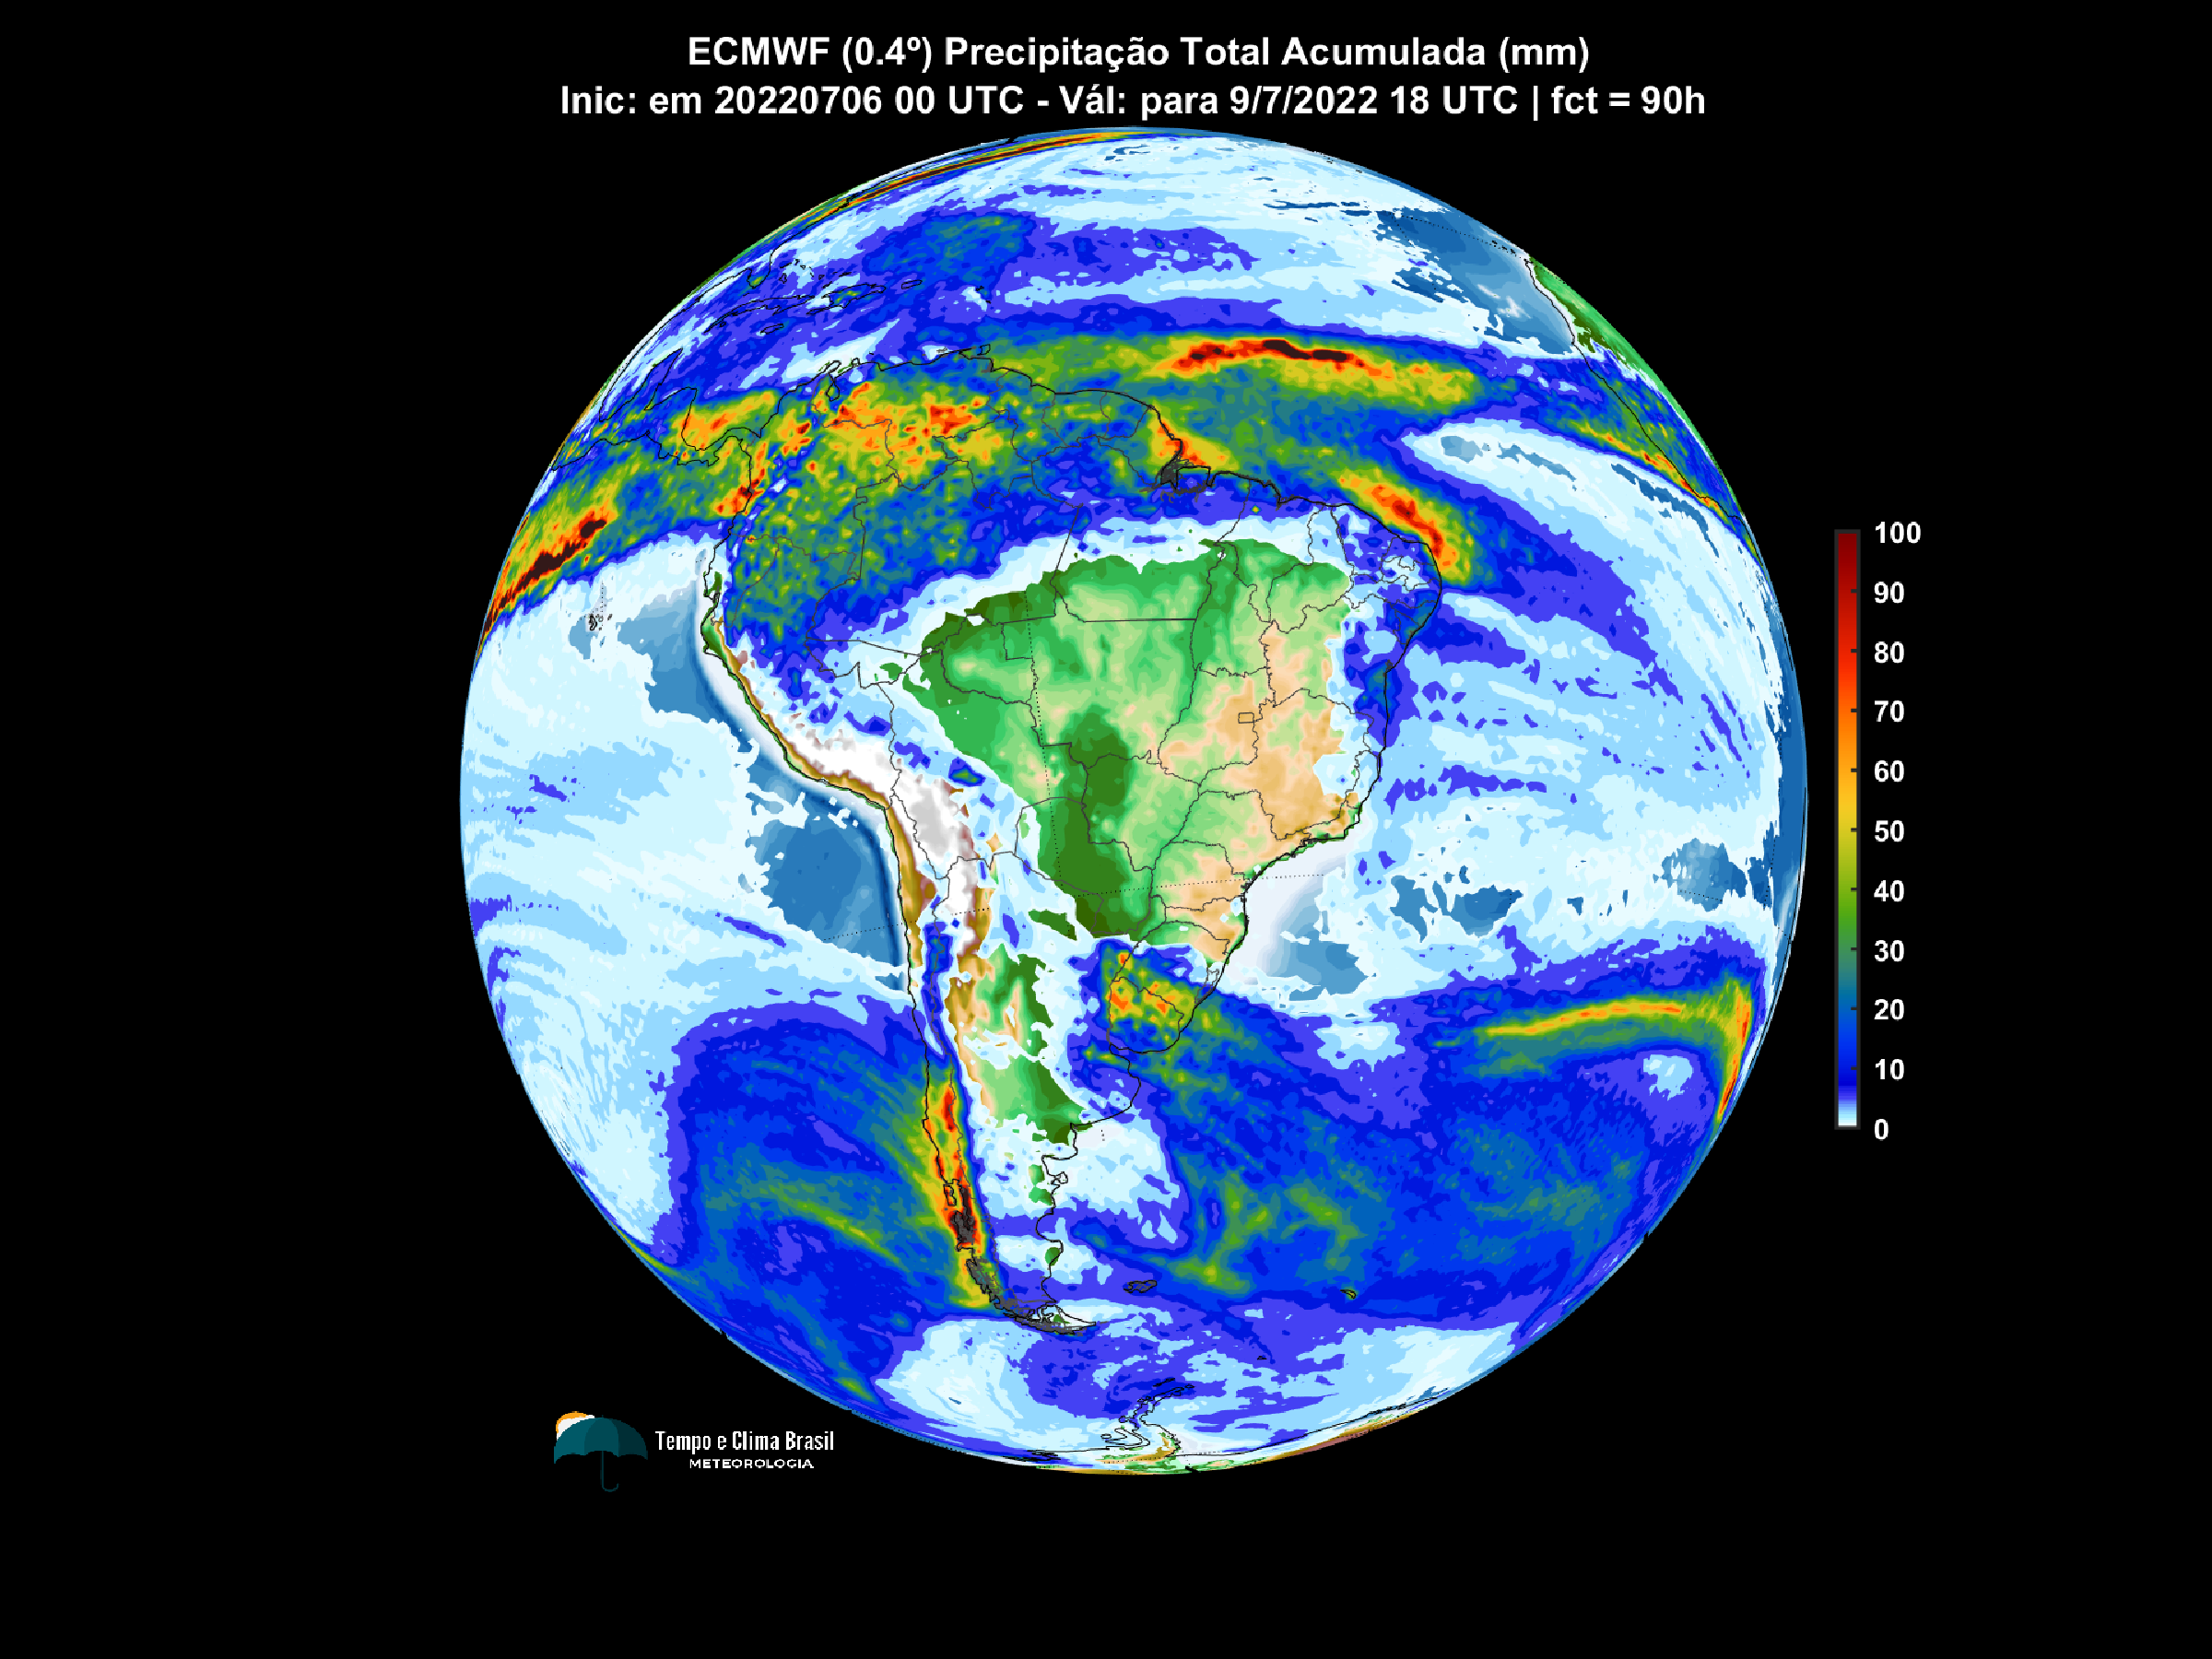 ECMWF (0.4º) Precipitação Total Acumulada (mm)
Inic: em 20220706 00 UTC - Vál: para 9/7/2022 18 UTC | fct = 90h
100
90
80
70
60
50
40
30
20
10
0
Tempo e Clima Brasil
METEOROLOGIA